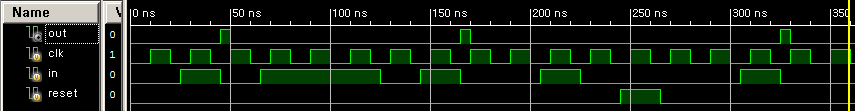 Name V 0 ns 50 ns 100 ns 150 ns 200 ns 250 ns 300 ns 350
out 0
clk 1
in 0
reset 0